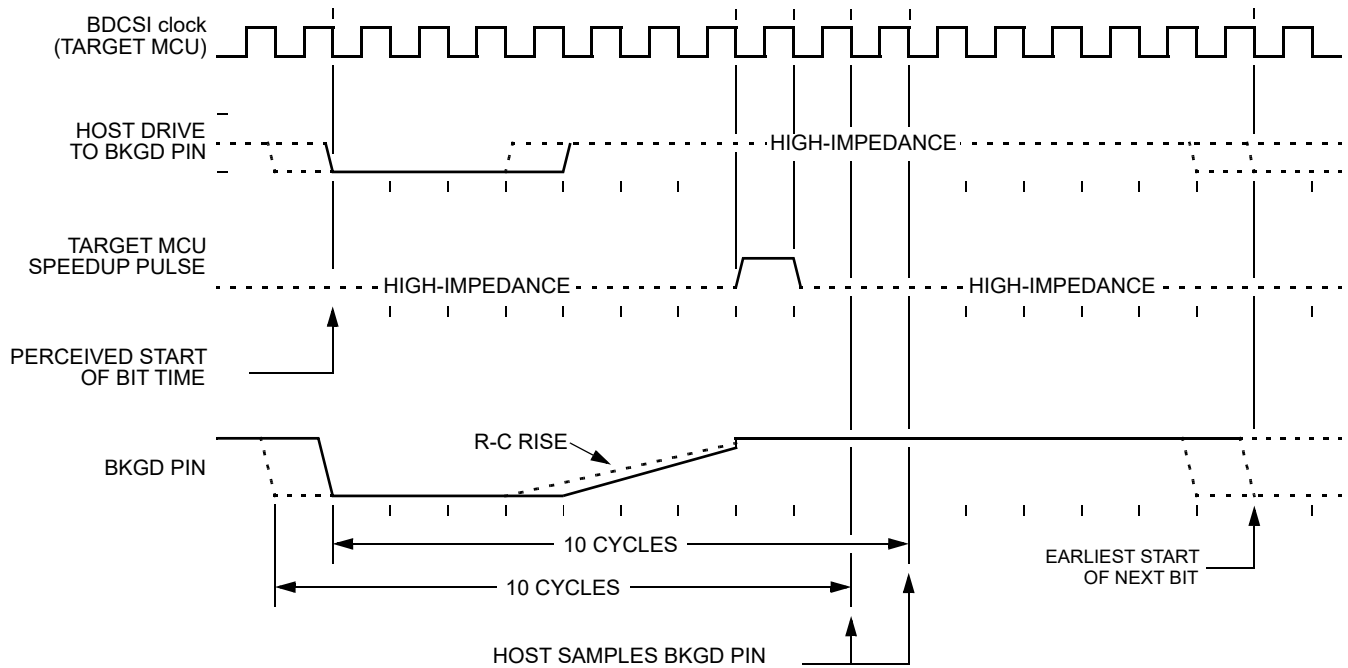 BDCSI clock
(TARGET MCU)
HOST DRIVE
TO BKGD PIN
HIGH-IMPEDANCE
TARGET MCU
SPEEDUP PULSE
HIGH-IMPEDANCE
HIGH-IMPEDANCE
PERCEIVED START
OF BIT TIME
R-C RISE
BKGD PIN
10 CYCLES
10 CYCLES
EARLIEST START
OF NEXT BIT
HOST SAMPLES BKGD PIN